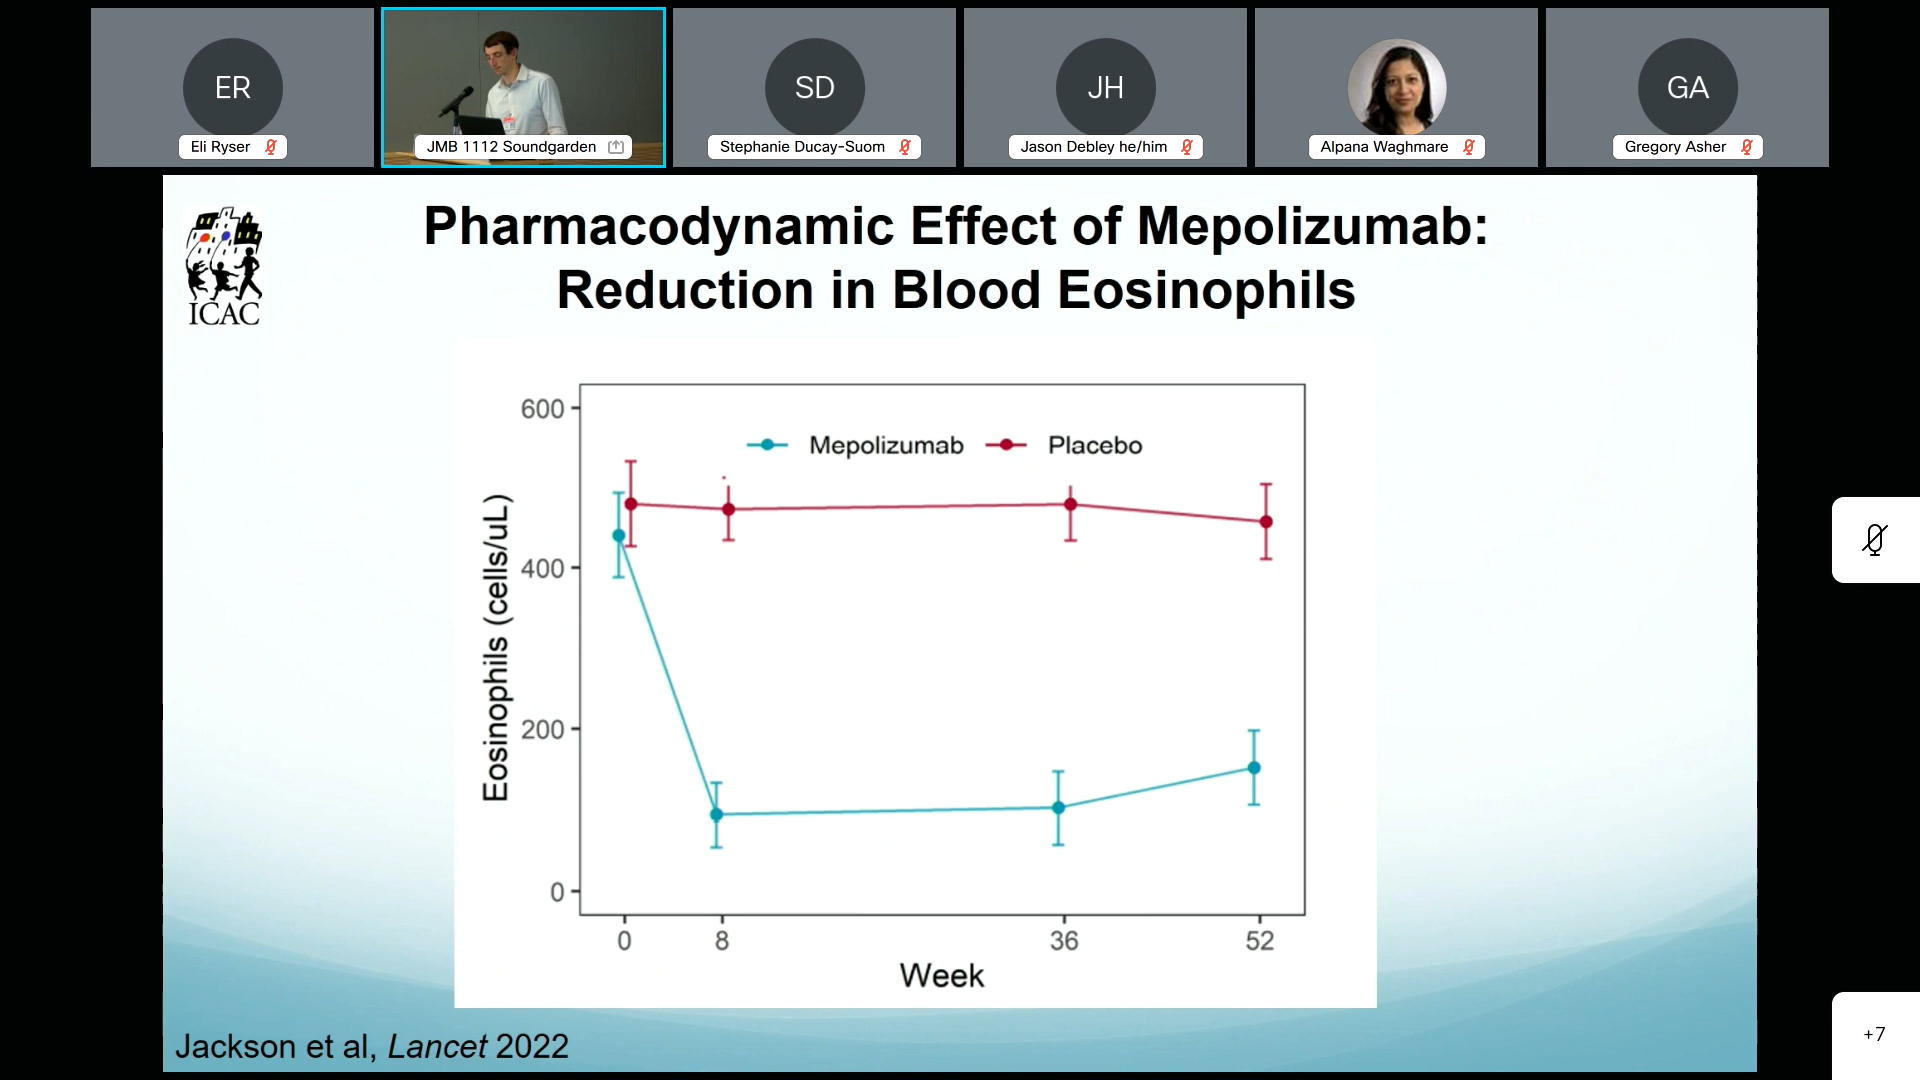 ER
SD
JH
GA
Eli Ryser
JMB 1112 Soundgarden
Stephanie Ducay-Suom
Jason Debley he/him
Alpana Waghmare
Gregory Asher
ICAC
Pharmacodynamic Effect of Mepolizumab:
Reduction in Blood Eosinophils
Mepolizumab
Placebo
Eosinophils (cells/uL)
600
400
200
0
0
8
36
52
Week
Jackson et al, Lancet 2022
+7